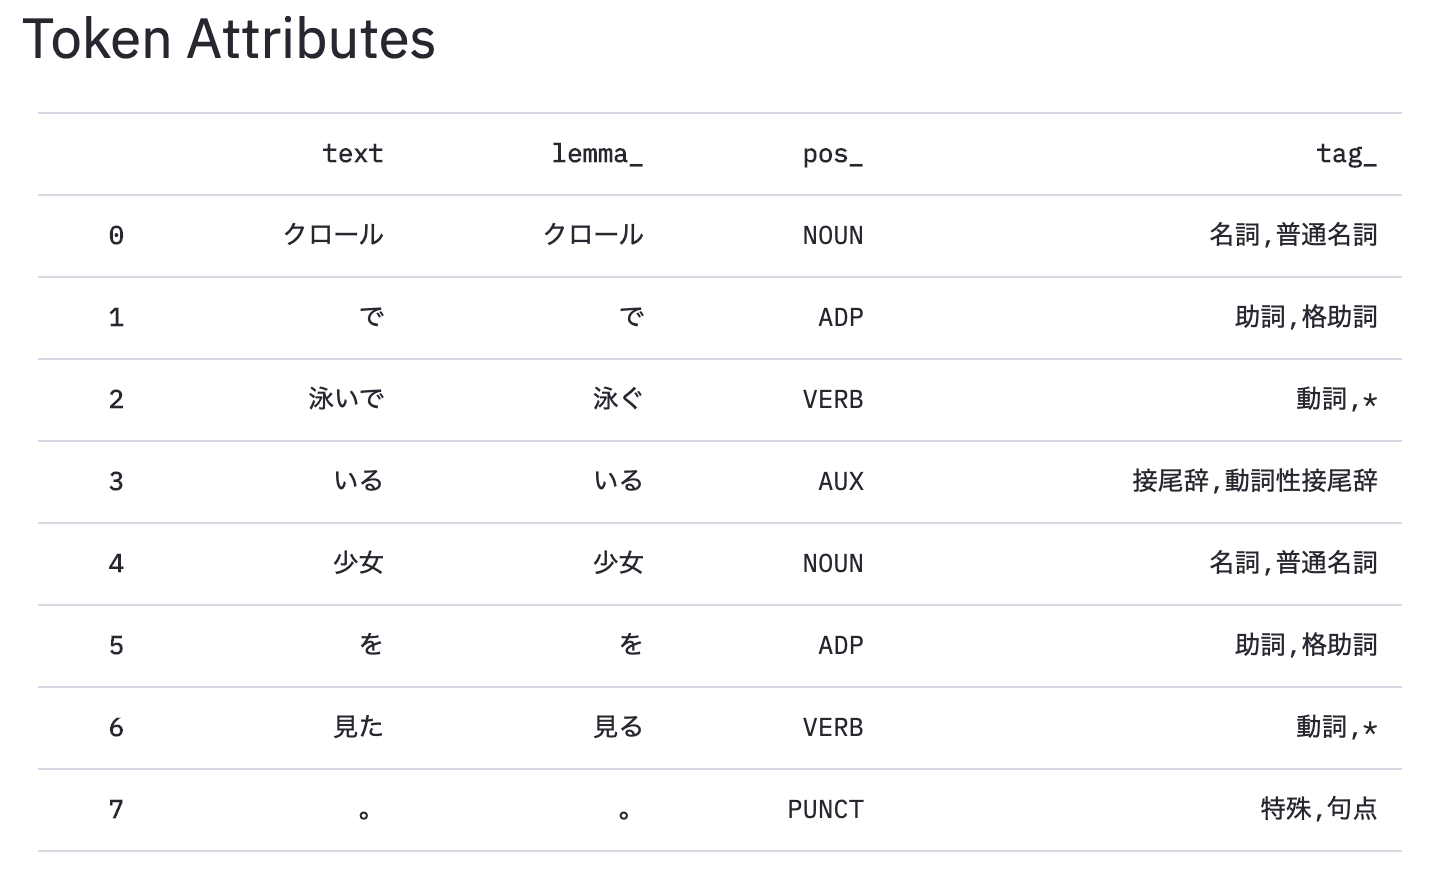 Token Attributes
text lemma_ pos_ tag_
0 クロール クロール NOUN 名詞,普通名詞
1 で で ADP 助詞,格助詞
2 泳いで 泳ぐ VERB 動詞,*
3 いる いる AUX 接尾辞,動詞性接尾辞
4 少女 少女 NOUN 名詞,普通名詞
5 を を ADP 助詞,格助詞
6 見た 見る VERB 動詞,*
7 。 。 PUNCT 特殊,句点